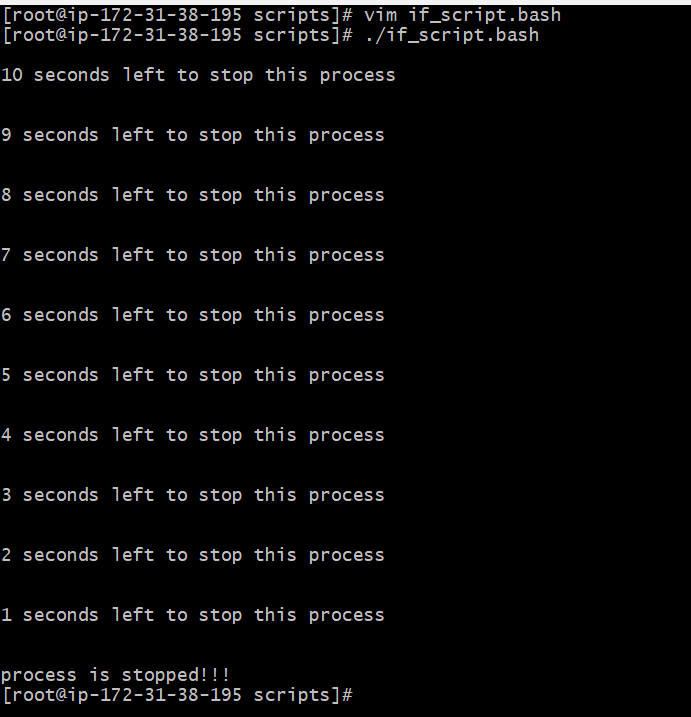 [root@ip-172-31-38-195 scripts]# vim if_script.bash
[root@ip-172-31-38-195 scripts]# ./if_script.bash
10 seconds left to stop this process
9 seconds left to stop this process
8 seconds left to stop this process
7 seconds left to stop this process
6 seconds left to stop this process
5 seconds left to stop this process
4 seconds left to stop this process
3 seconds left to stop this process
2 seconds left to stop this process
1 seconds left to stop this process
process is stopped!!!
[root@ip-172-31-38-195 scripts]#